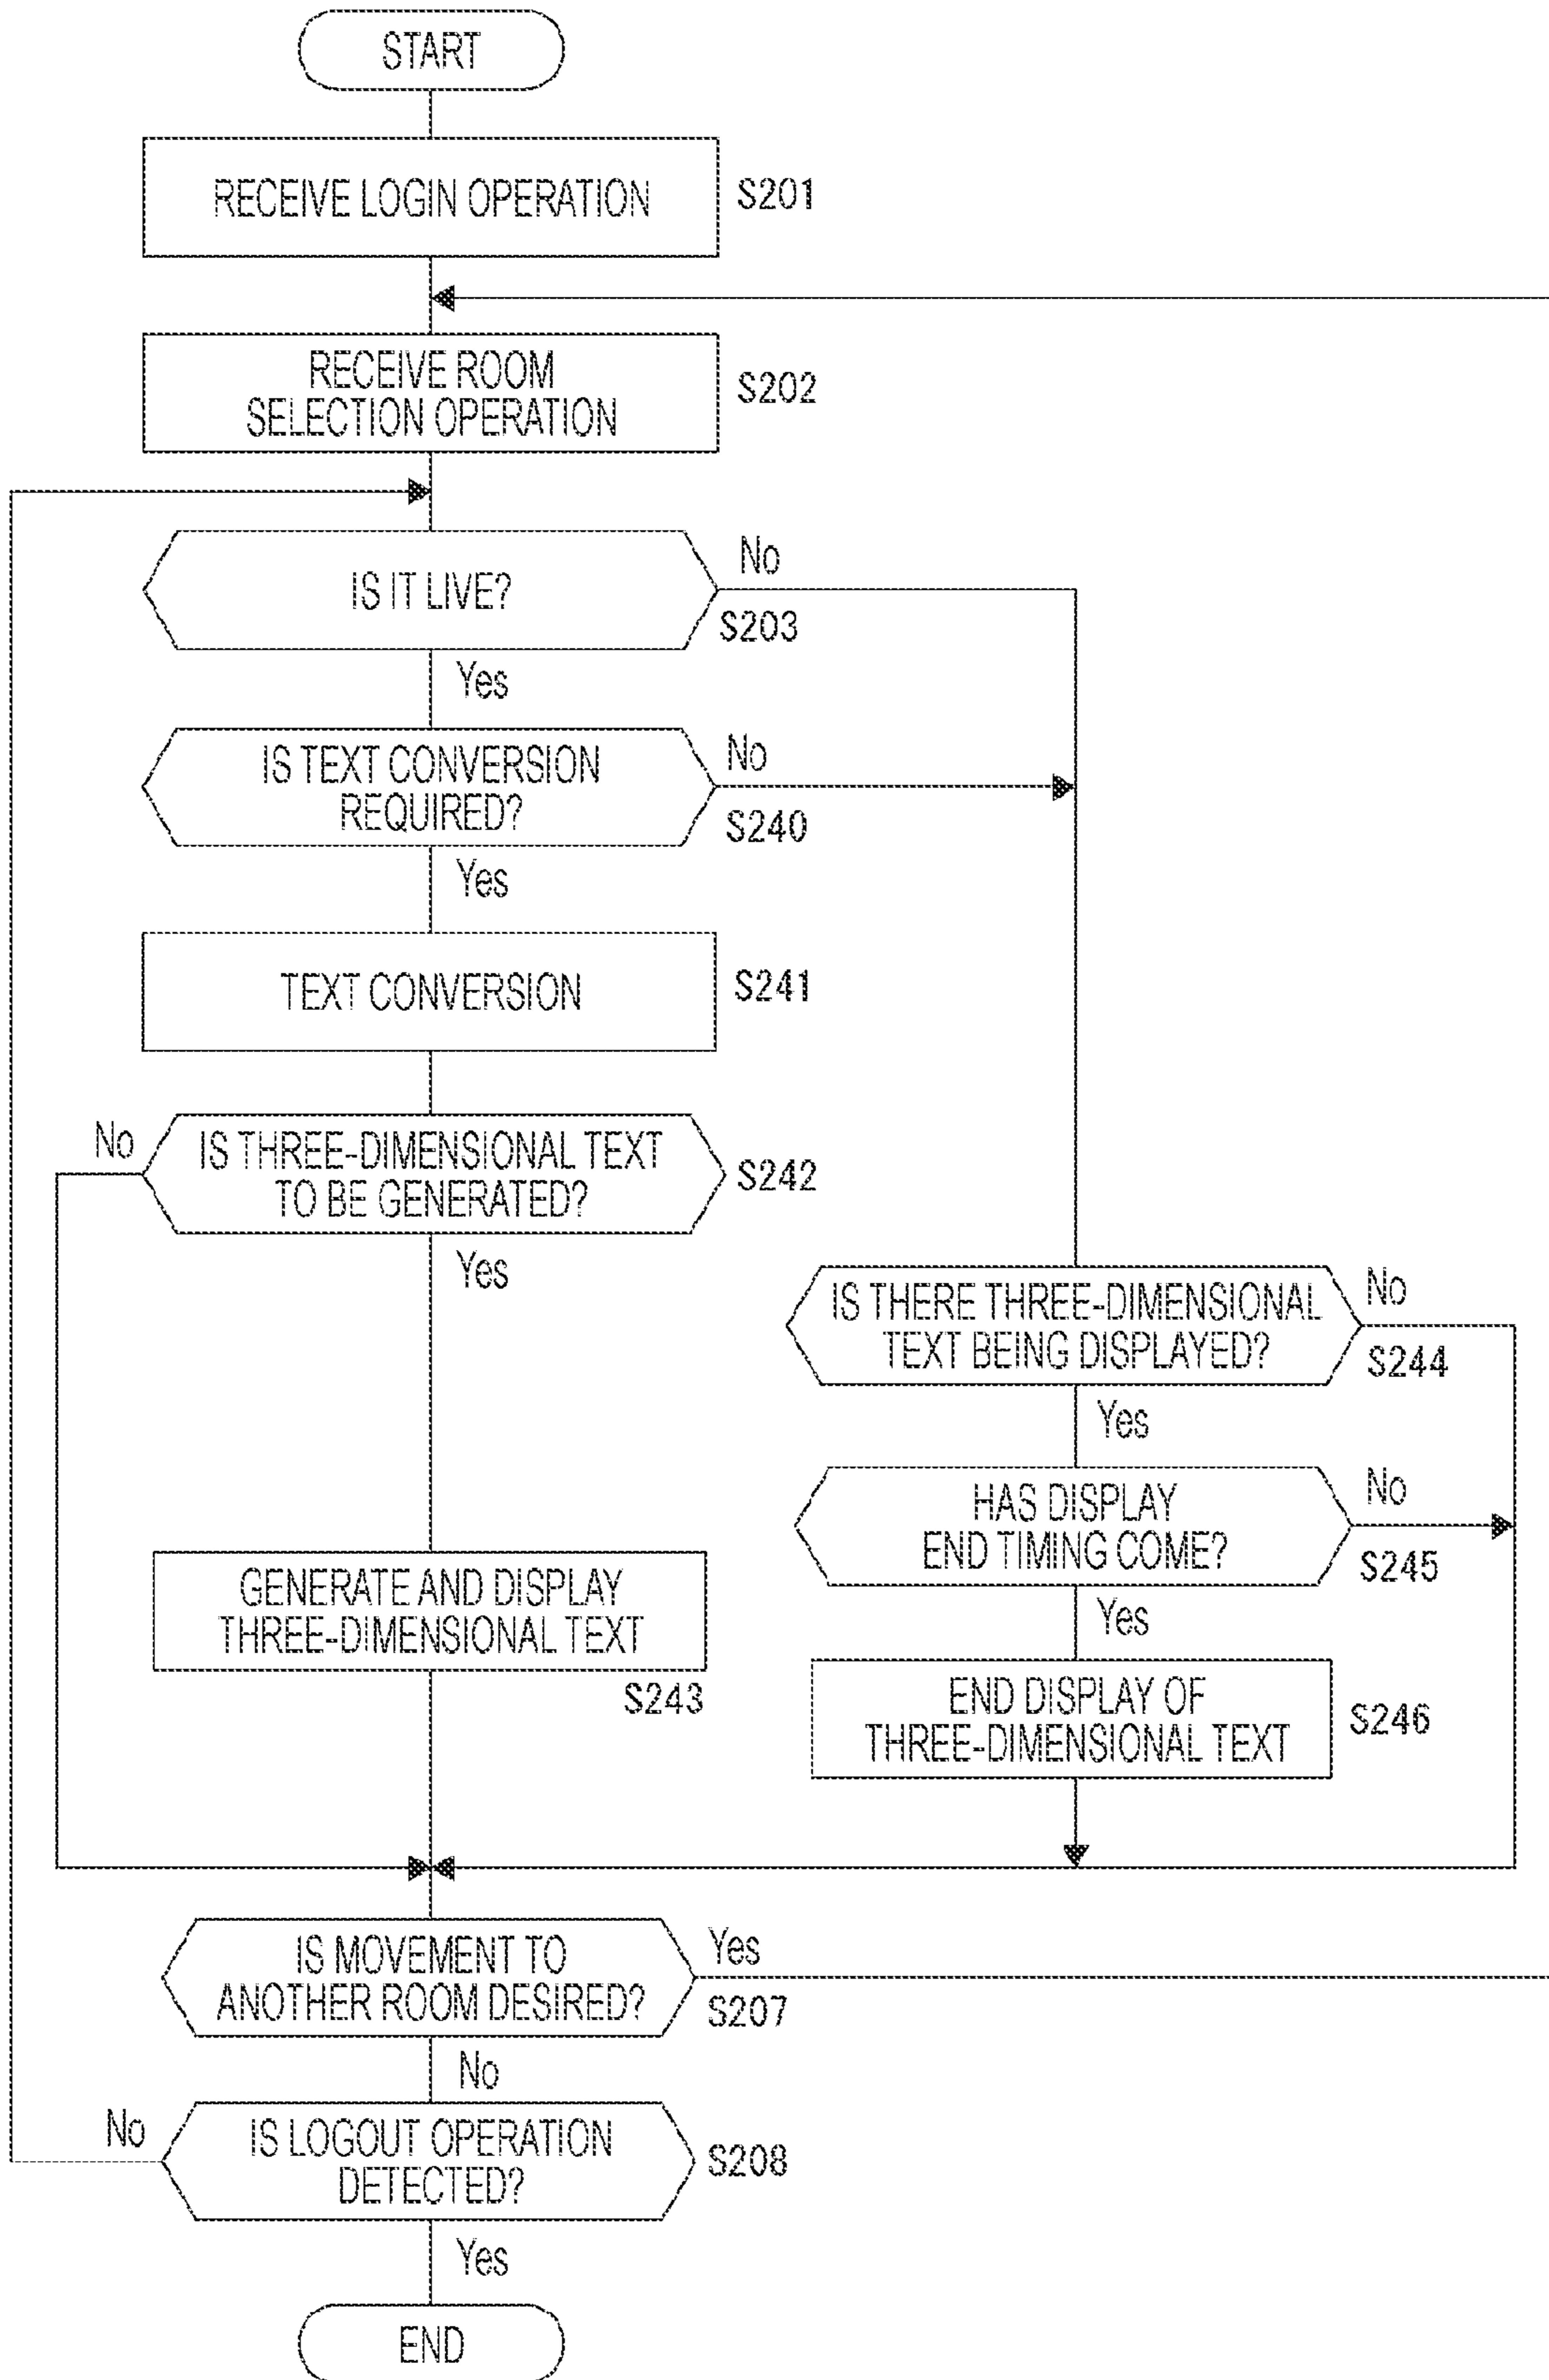 START
RECEIVE LOGIN OPERATION
S201
RECEIVE ROOM
SELECTION OPERATION
S202
IS IT LIVE?
No
S203
Yes
IS TEXT CONVERSION
REQUIRED?
No
S240
Yes
TEXT CONVERSION
S241
No
IS THREE-DIMENSIONAL TEXT
TO BE GENERATED?
S242
Yes
IS THERE THREE-DIMENSIONAL
TEXT BEING DISPLAYED?
No
S244
Yes
HAS DISPLAY
END TIMING COME?
No
S245
Yes
GENERATE AND DISPLAY
THREE-DIMENSIONAL TEXT
S243
END DISPLAY OF
THREE-DIMENSIONAL TEXT
S246
IS MOVEMENT TO
ANOTHER ROOM DESIRED?
Yes
S207
No
No
IS LOGOUT OPERATION
DETECTED?
S208
Yes
END